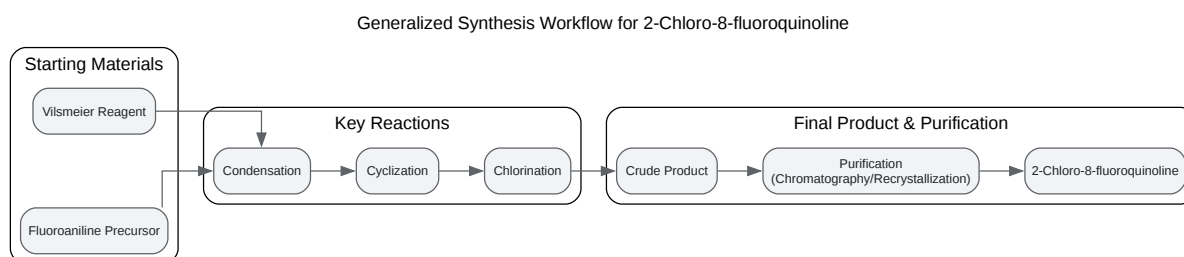 Generalized Synthesis Workflow for 2-Chloro-8-fluoroquinoline
Starting Materials
Vilsmeier Reagent
Fluoroaniline Precursor
Key Reactions
Condensation
Cyclization
Chlorination
Final Product & Purification
Crude Product
Purification
(Chromatography/Recrystallization)
2-Chloro-8-fluoroquinoline